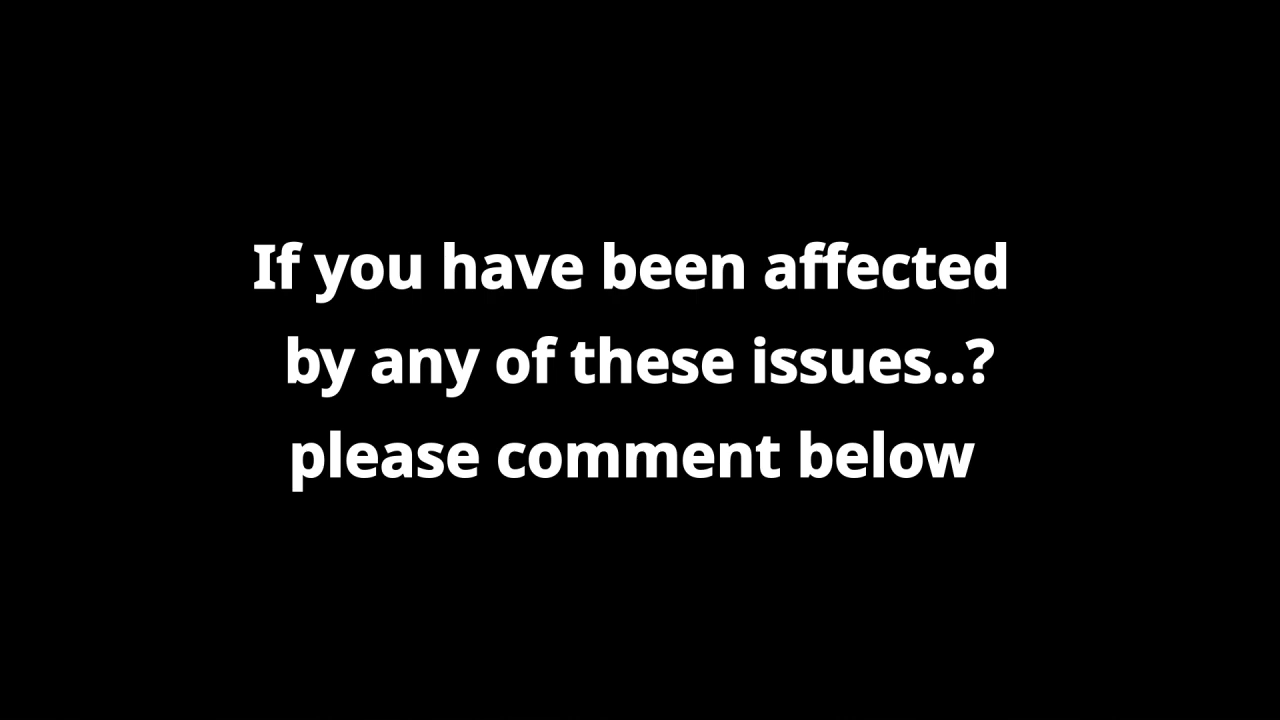 If you have been affected
by any of these issues..?
please comment below